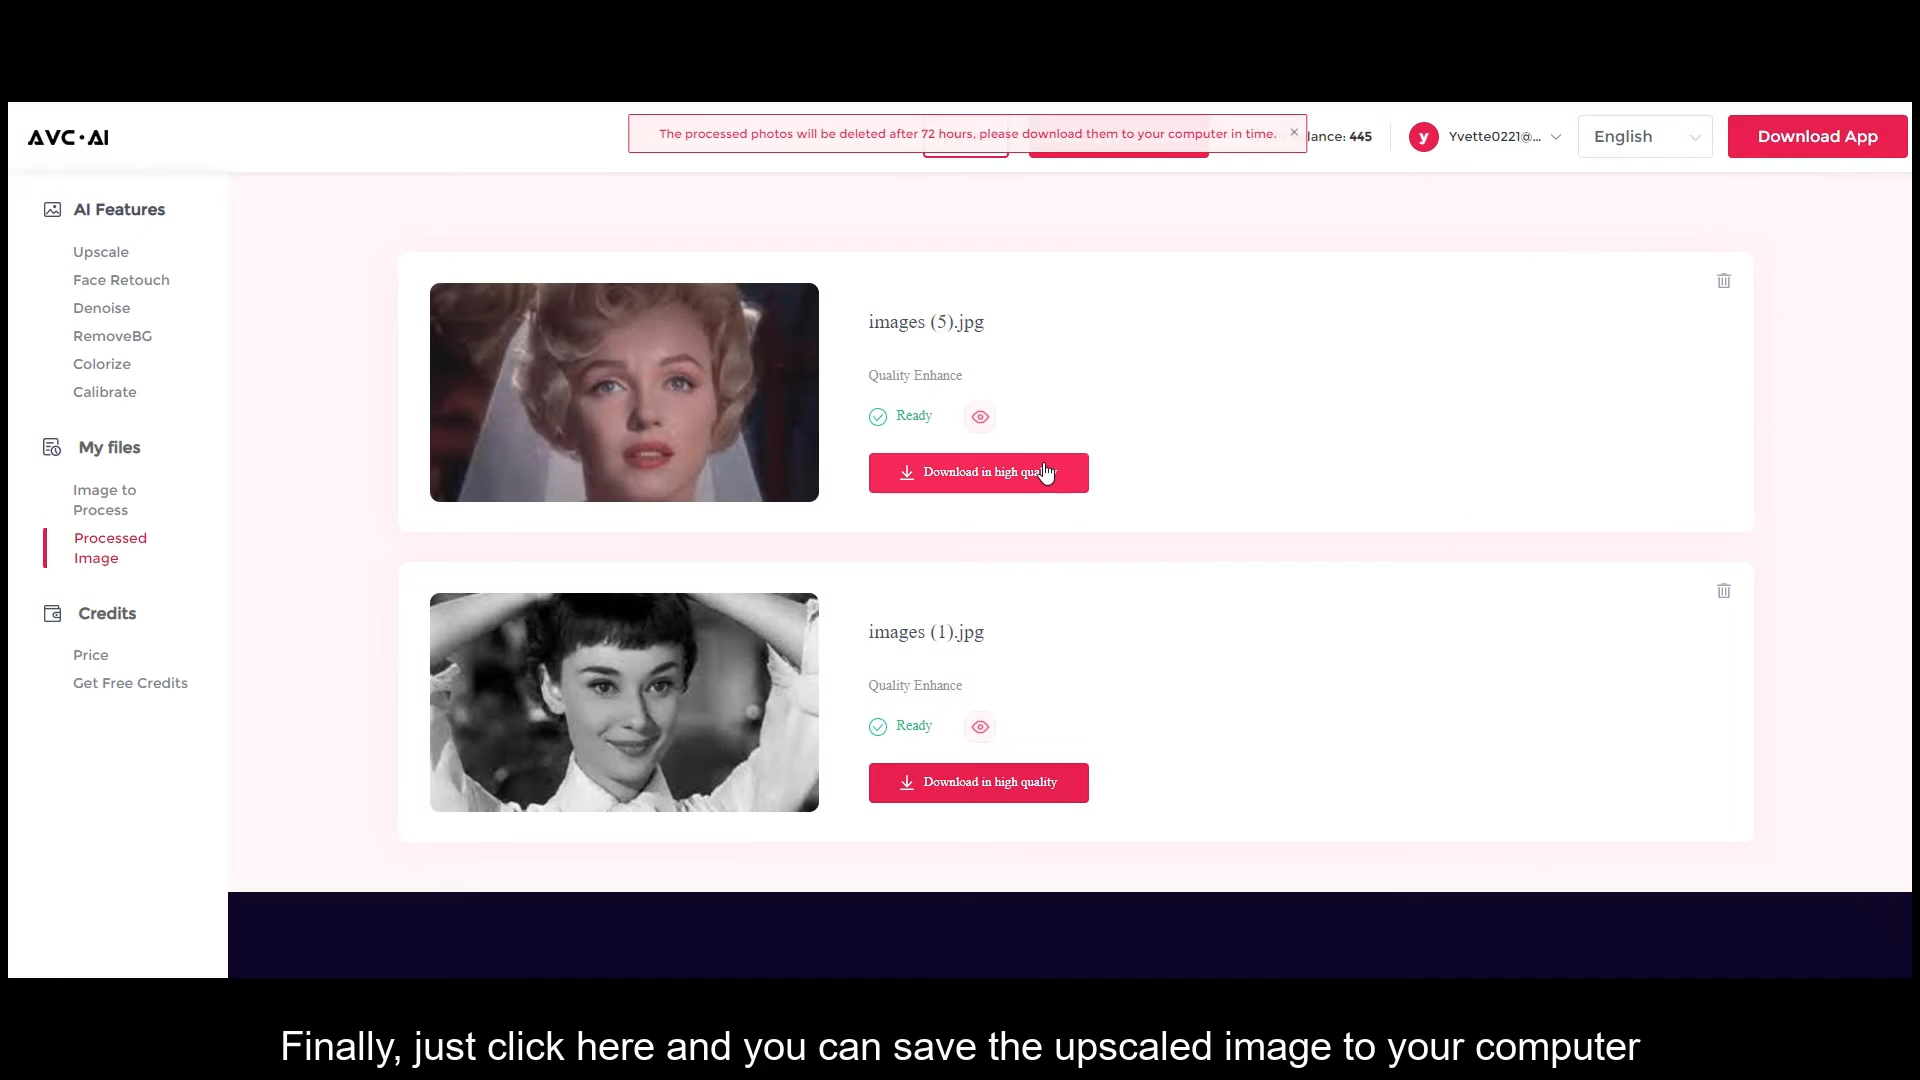 AVC·AI
The processed photos will be deleted after 72 hours, please download them to your computer in time. ×
lance: 445
y
Yvette0221@...
English
Download App
AI Features
Upscale
Face Retouch
Denoise
RemoveBG
Colorize
Calibrate
My files
Image to
Process
Processed
Image
Credits
Price
Get Free Credits
images (5).jpg
Quality Enhance
Ready
Download in high qua
images (1).jpg
Quality Enhance
Ready
Download in high quality
Finally, just click here and you can save the upscaled image to your computer